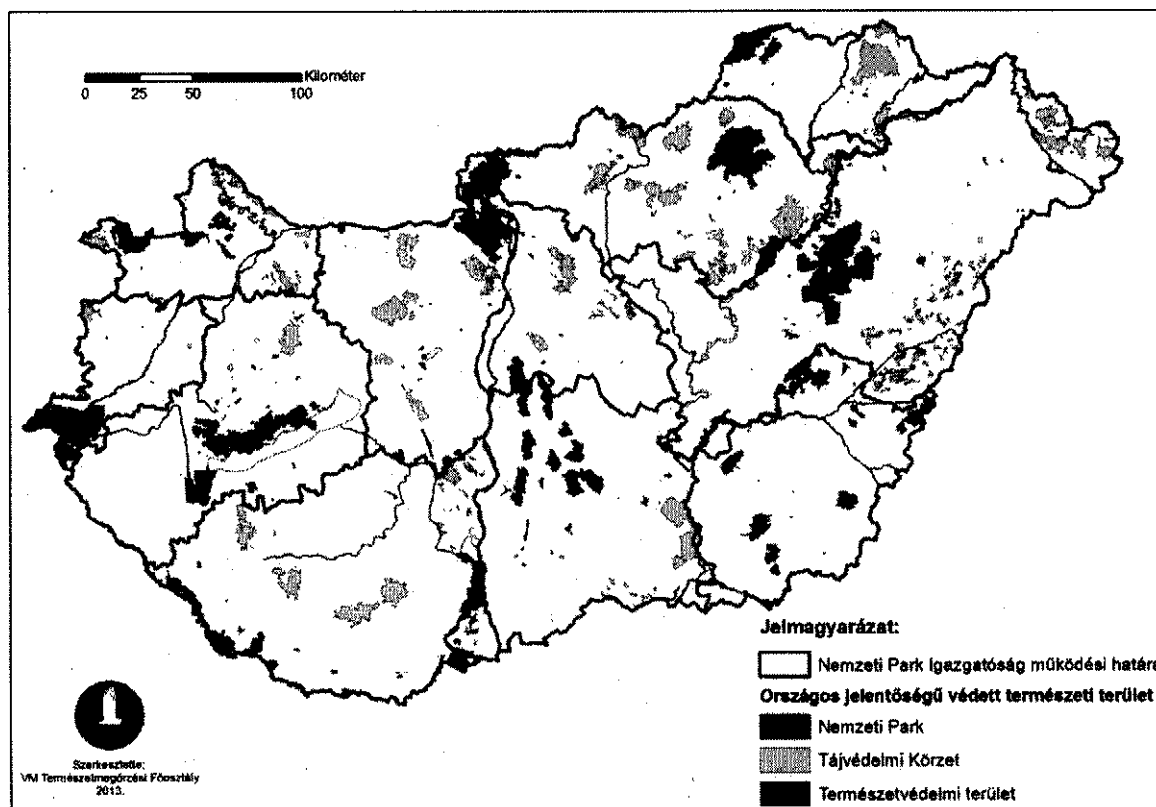 Kilométer
0 25 50 100
Jelmagyarázat:
Nemzeti Park Igazgatóság működési határa
Országos jelentőségű védett természeti terület
Nemzeti Park
Tájvédelmi Körzet
Természetvédelmi terület
Szerkesztette:
VM Természetmegőrzési Főosztály
2013.